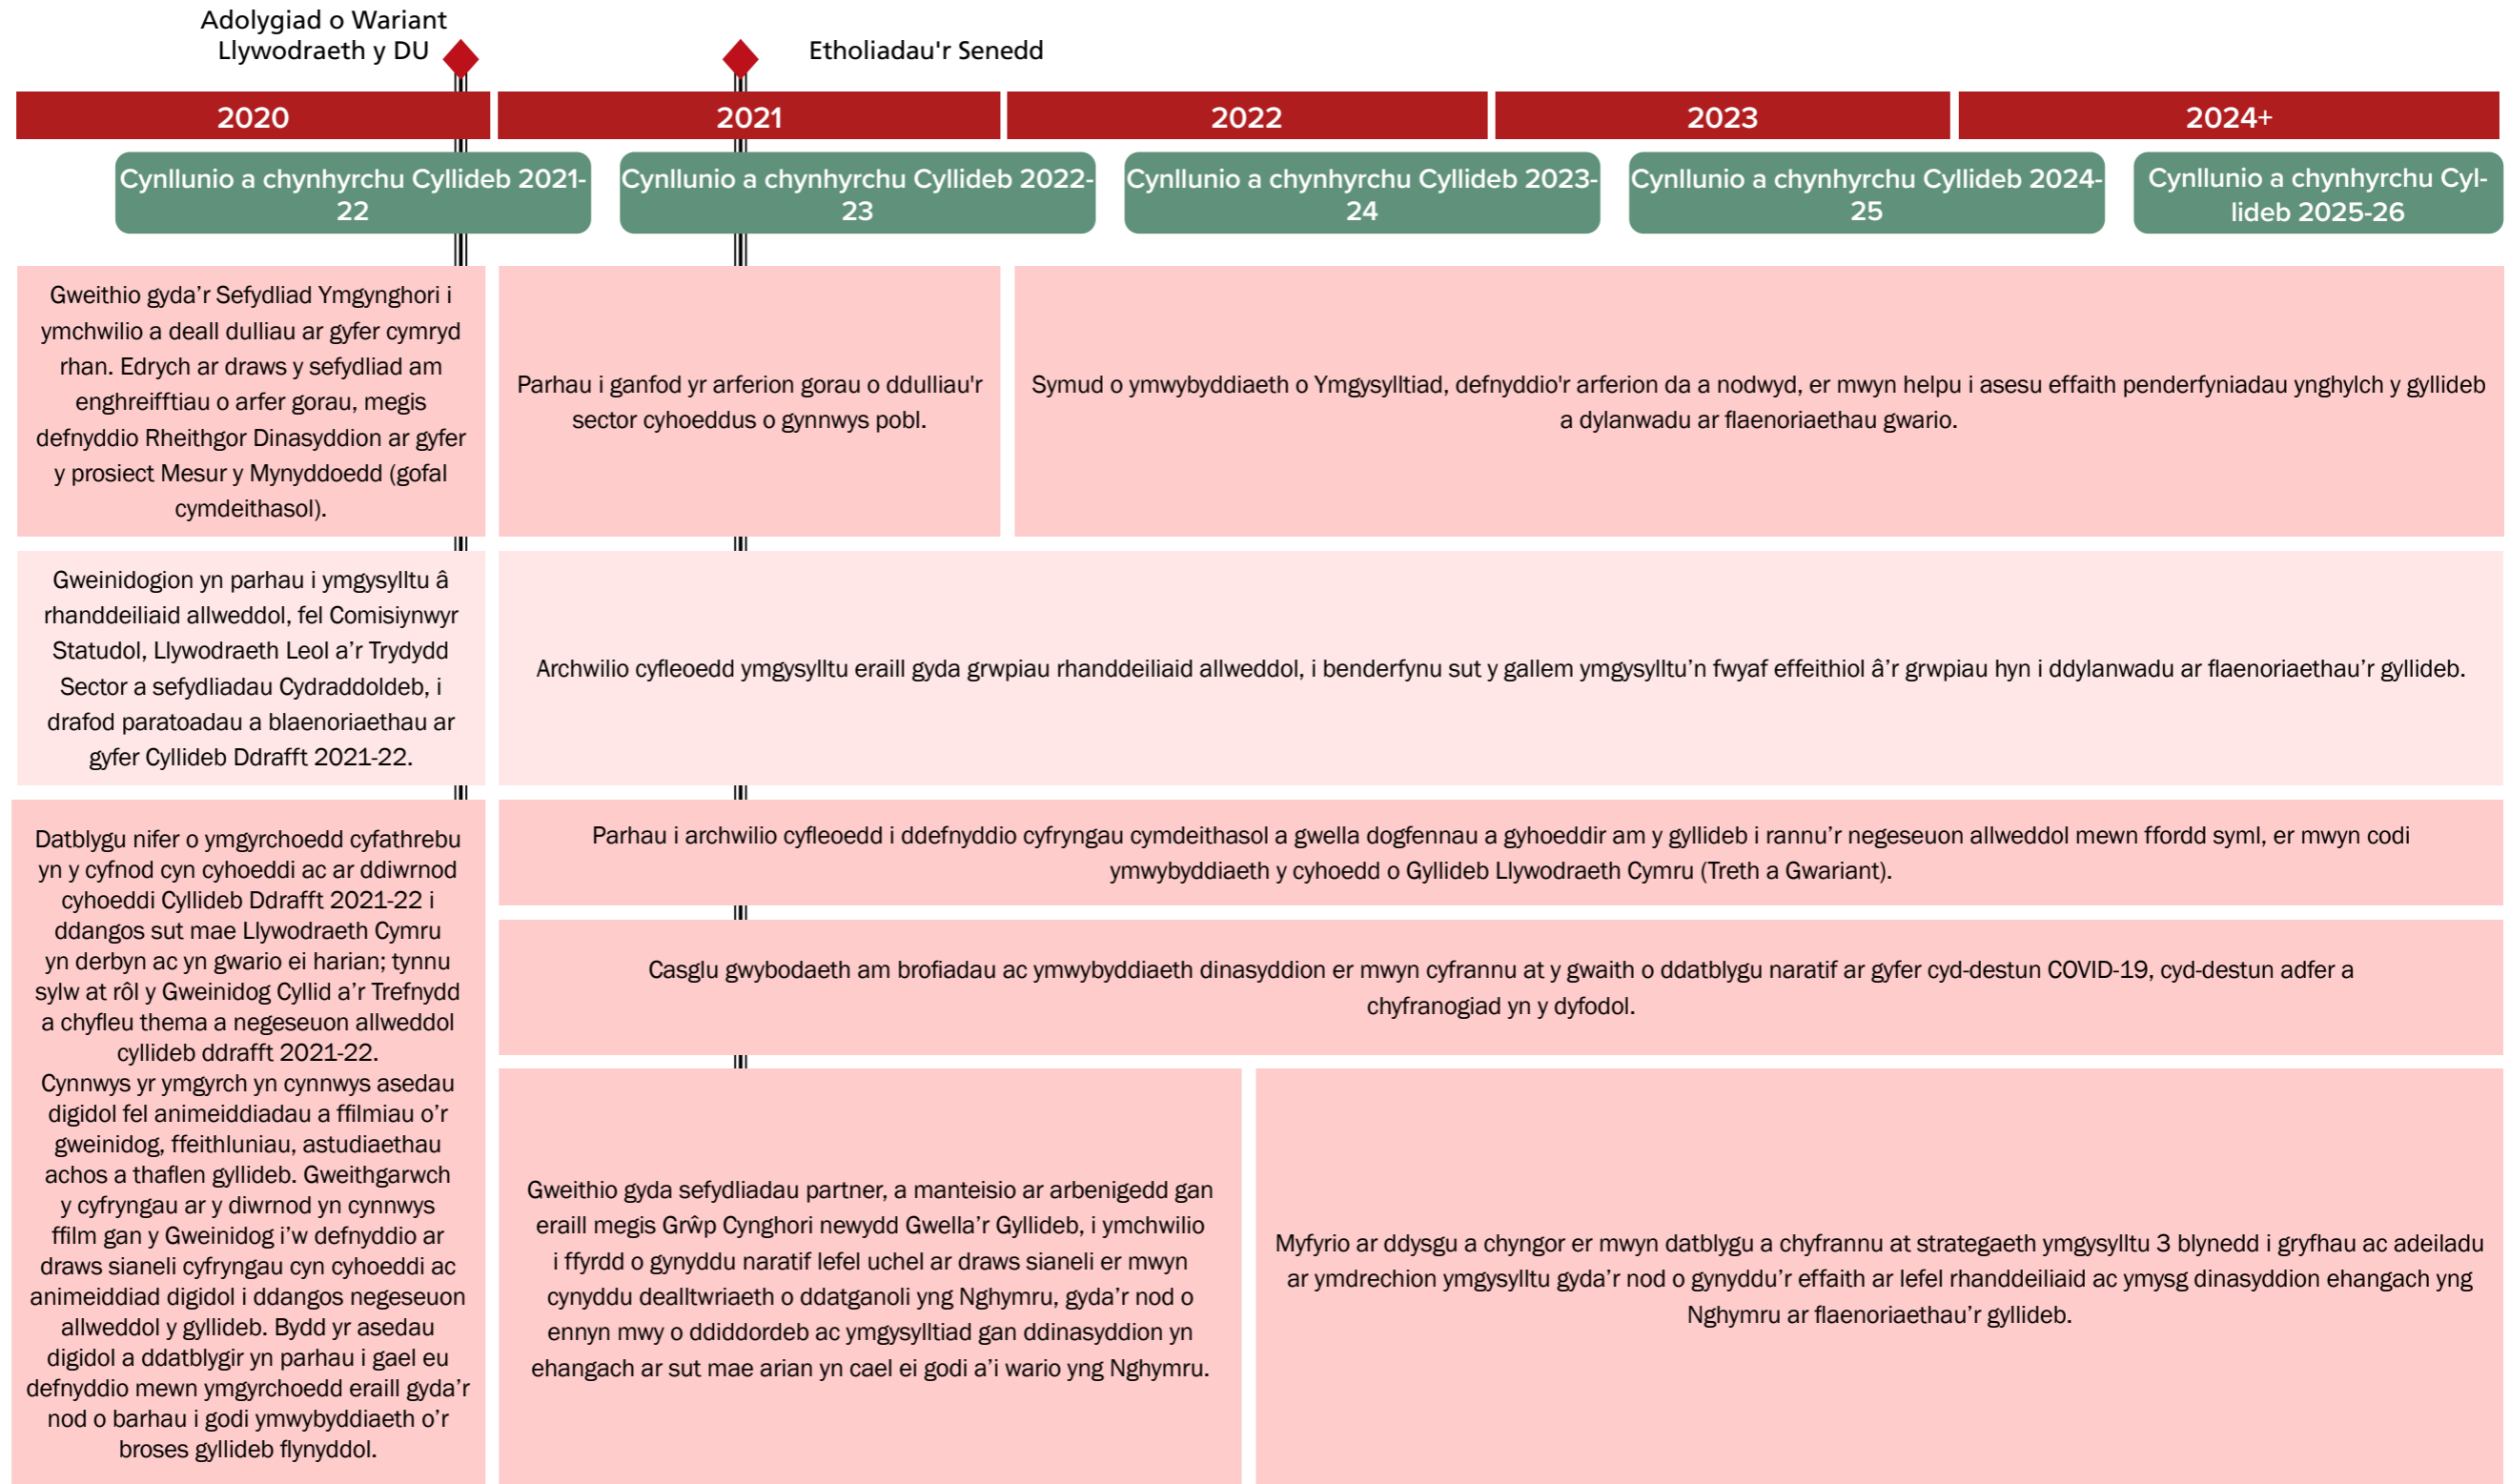 Adolygiad o Wariant
Llywodraeth y DU
Etholiadau'r Senedd
2020
2021
2022
2023
2024+
Cynllunio a chynhyrchu Cyllideb 2021-
22
Cynllunio a chynhyrchu Cyllideb 2022-
23
Cynllunio a chynhyrchu Cyllideb 2023-
24
Cynllunio a chynhyrchu Cyllideb 2024-
25
Cynllunio a chynhyrchu Cyl-
lideb 2025-26
Gweithio gyda’r Sefydliad Ymgynghori i
ymchwilio a deall dulliau ar gyfer cymryd
rhan. Edrych ar draws y sefydliad am
enghreifftiau o arfer gorau, megis
defnyddio Rheithgor Dinasyddion ar gyfer
y prosiect Mesur y Mynyddoedd (gofal
cymdeithasol).
Parhau i ganfod yr arferion gorau o ddulliau'r
sector cyhoeddus o gynnwys pobl.
Symud o ymwybyddiaeth o Ymgysylltiad, defnyddio'r arferion da a nodwyd, er mwyn helpu i asesu effaith penderfyniadau ynghylch y gyllideb
a dylanwadu ar flaenoriaethau gwario.
Gweinidogion yn parhau i ymgysylltu â
rhanddeiliaid allweddol, fel Comisiynwyr
Statudol, Llywodraeth Leol a’r Trydydd
Sector a sefydliadau Cydraddoldeb, i
drafod paratoadau a blaenoriaethau ar
gyfer Cyllideb Ddrafft 2021-22.
Archwilio cyfleoedd ymgysylltu eraill gyda grwpiau rhanddeiliaid allweddol, i benderfynu sut y gallem ymgysylltu’n fwyaf effeithiol â’r grwpiau hyn i ddylanwadu ar flaenoriaethau’r gyllideb.
Datblygu nifer o ymgyrchoedd cyfathrebu
yn y cyfnod cyn cyhoeddi ac ar ddiwrnod
cyhoeddi Cyllideb Ddrafft 2021-22 i
ddangos sut mae Llywodraeth Cymru
yn derbyn ac yn gwario ei harian; tynnu
sylw at rôl y Gweinidog Cyllid a’r Trefnydd
a chyfleu thema a negeseuon allweddol
cyllideb ddrafft 2021-22.
Cynnwys yr ymgyrch yn cynnwys asedau
digidol fel animeiddiadau a ffilmiau o’r
gweinidog, ffeithluniau, astudiaethau
achos a thaflen gyllideb. Gweithgarwch
y cyfryngau ar y diwrnod yn cynnwys
ffilm gan y Gweinidog i’w defnyddio ar
draws sianeli cyfryngau cyn cyhoeddi ac
animeiddiad digidol i ddangos negeseuon
allweddol y gyllideb. Bydd yr asedau
digidol a ddatblygir yn parhau i gael eu
defnyddio mewn ymgyrchoedd eraill gyda’r
nod o barhau i godi ymwybyddiaeth o’r
broses gyllideb flynyddol.
Parhau i archwilio cyfleoedd i ddefnyddio cyfryngau cymdeithasol a gwella dogfennau a gyhoeddir am y gyllideb i rannu’r negeseuon allweddol mewn ffordd syml, er mwyn codi
ymwybyddiaeth y cyhoedd o Gyllideb Llywodraeth Cymru (Treth a Gwariant).
Casglu gwybodaeth am brofiadau ac ymwybyddiaeth dinasyddion er mwyn cyfrannu at y gwaith o ddatblygu naratif ar gyfer cyd-destun COVID-19, cyd-destun adfer a
chyfranogiad yn y dyfodol.
Gweithio gyda sefydliadau partner, a manteisio ar arbenigedd gan
eraill megis Grŵp Cynghori newydd Gwella’r Gyllideb, i ymchwilio
i ffyrdd o gynyddu naratif lefel uchel ar draws sianeli er mwyn
cynyddu dealltwriaeth o ddatganoli yng Nghymru, gyda’r nod o
ennyn mwy o ddiddordeb ac ymgysylltiad gan ddinasyddion yn
ehangach ar sut mae arian yn cael ei godi a’i wario yng Nghymru.
Myfyrio ar ddysgu a chyngor er mwyn datblygu a chyfrannu at strategaeth ymgysylltu 3 blynedd i gryfhau ac adeiladu
ar ymdrechion ymgysylltu gyda’r nod o gynyddu’r effaith ar lefel rhanddeiliaid ac ymysg dinasyddion ehangach yng
Nghymru ar flaenoriaethau’r gyllideb.